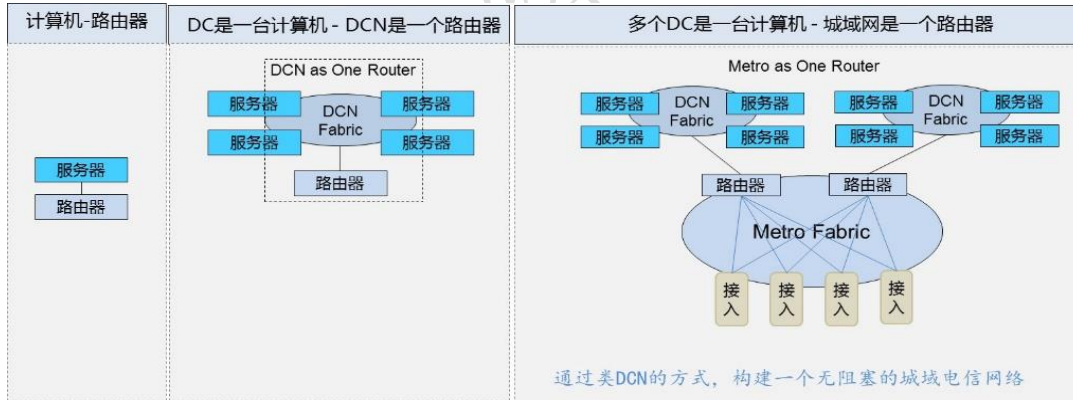 计算机-路由器
服务器
路由器
DC是一台计算机 - DCN是一个路由器
DCN as One Router
服务器
服务器
DCN
Fabric
服务器
服务器
路由器
多个DC是一台计算机 - 城域网是一个路由器
Metro as One Router
服务器
服务器
DCN
Fabric
服务器
服务器
服务器
服务器
DCN
Fabric
服务器
服务器
路由器
路由器
Metro Fabric
接入
接入
接入
接入
通过类DCN的方式，构建一个无阻塞的城域电信网络